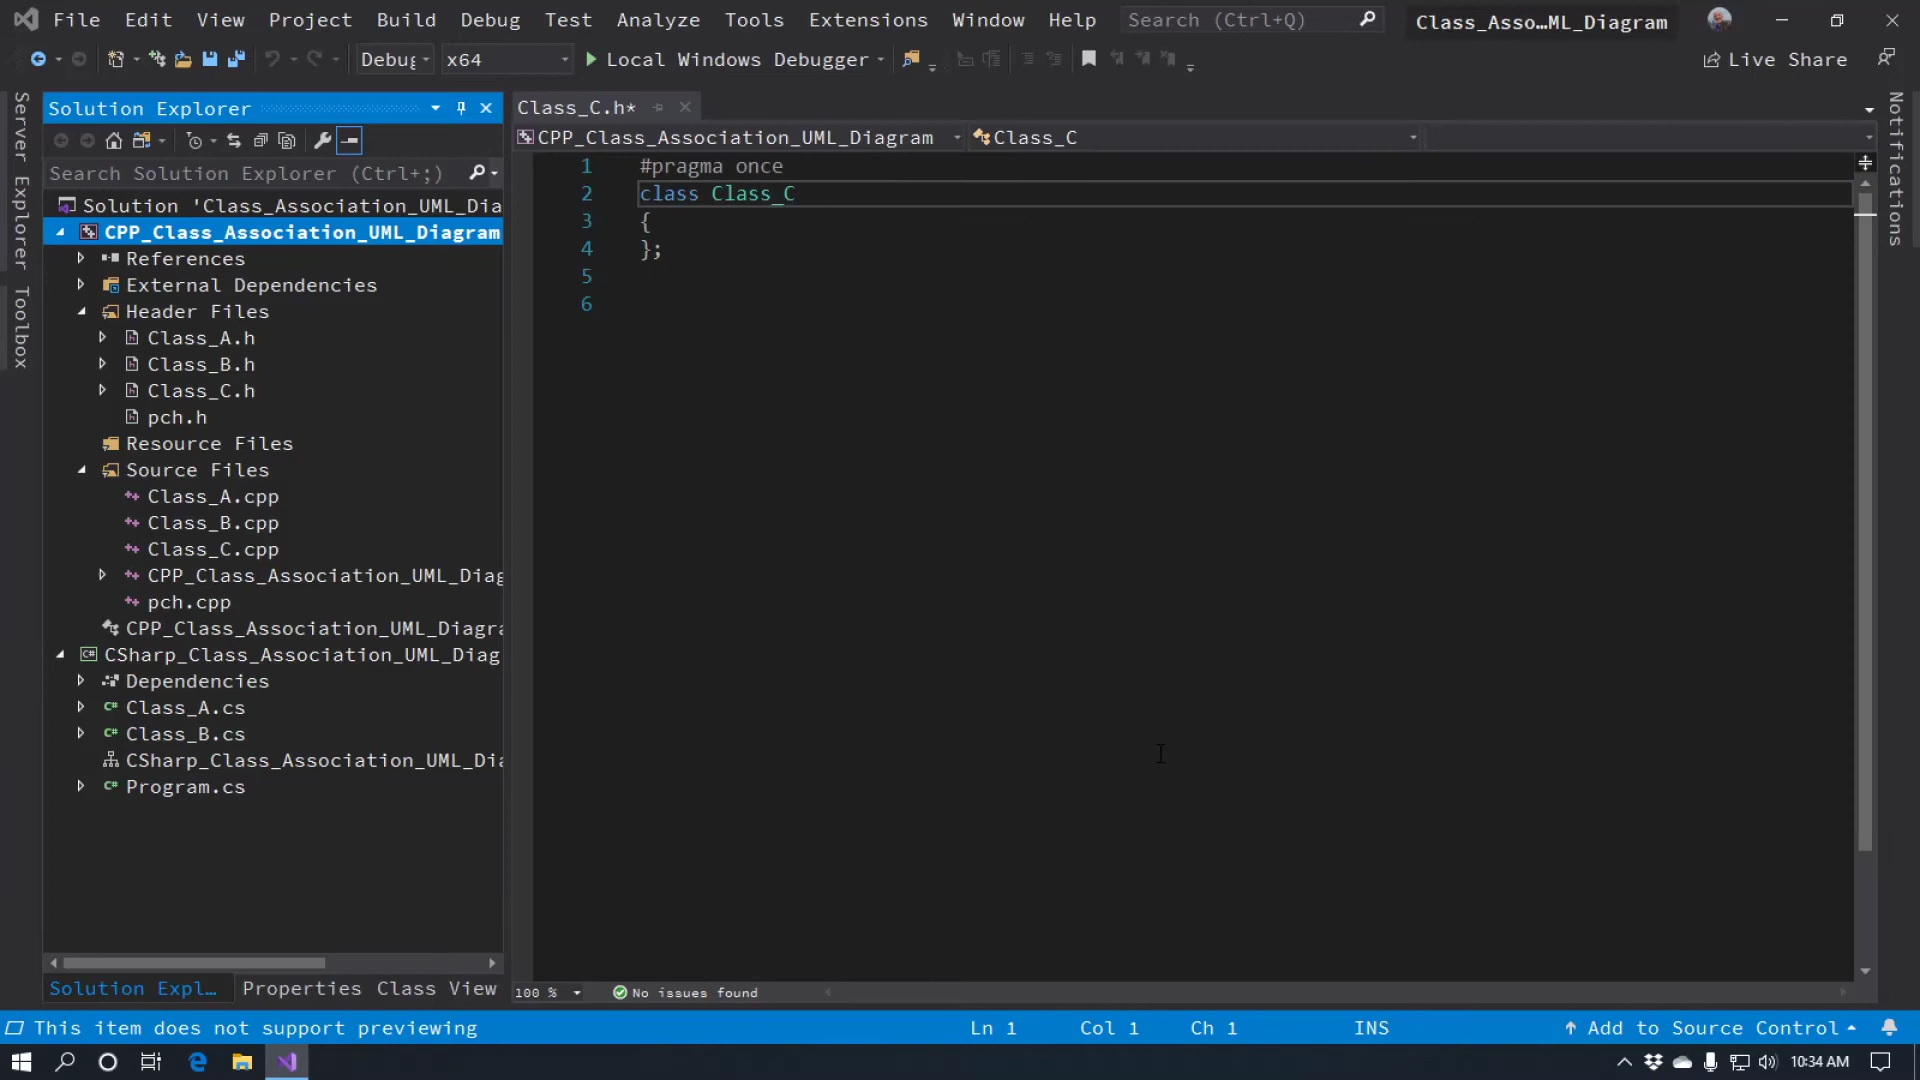 File Edit View Project Build Debug Test Analyze Tools Extensions Window Help Search (Ctrl+Q) Class_Asso...ML_Diagram
Debug x64 Local Windows Debugger Live Share
Server Explorer
Toolbox
Solution Explorer
Search Solution Explorer (Ctrl+;)
Solution 'Class_Association_UML_Dia
CPP_Class_Association_UML_Diagram
References
External Dependencies
Header Files
Class_A.h
Class_B.h
Class_C.h
pch.h
Resource Files
Source Files
Class_A.cpp
Class_B.cpp
Class_C.cpp
CPP_Class_Association_UML_Diag
pch.cpp
CPP_Class_Association_UML_Diagra
C# CSharp_Class_Association_UML_Diag
Dependencies
C# Class_A.cs
C# Class_B.cs
CSharp_Class_Association_UML_Dia
C# Program.cs
Solution Expl... Properties Class View
Class_C.h*
CPP_Class_Association_UML_Diagram Class_C
1 #pragma once
2 class Class_C
3 {
4 };
5
6
100 % No issues found
Notifications
This item does not support previewing Ln 1 Col 1 Ch 1 INS Add to Source Control
10:34 AM